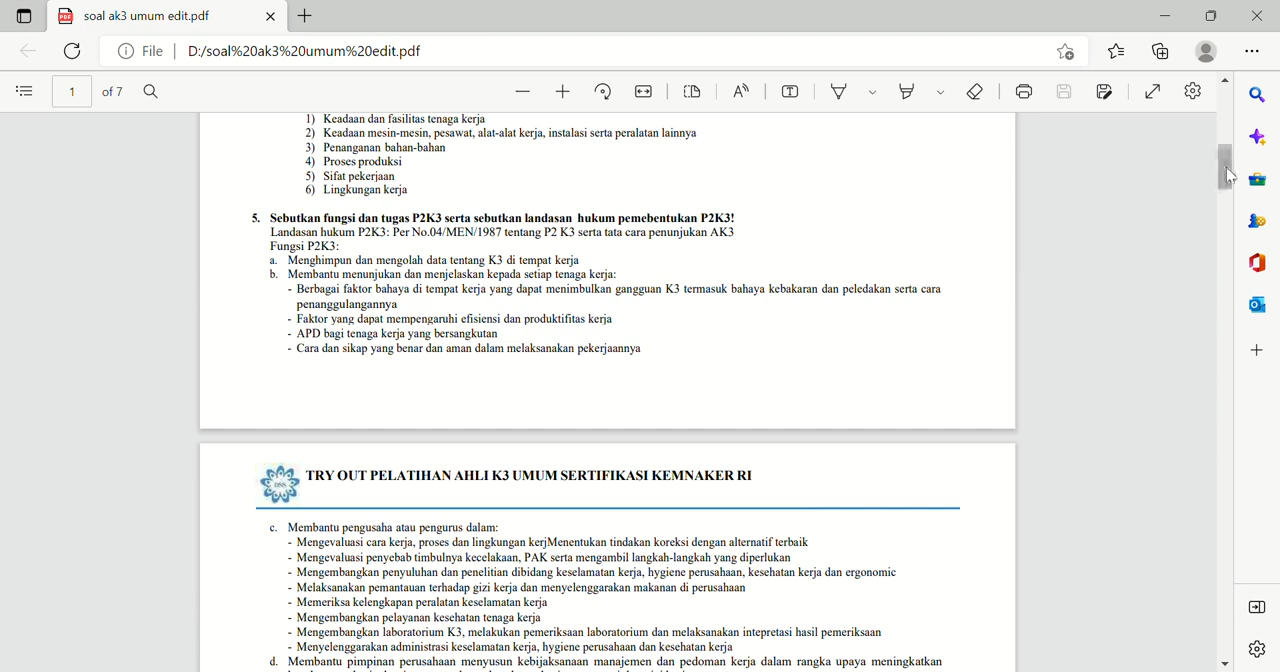 soal ak3 umum edit.pdf
File
D:/soal%20ak3%20umum%20edit.pdf
1 of 7
1) Keadaan dan fasilitas tenaga kerja
2) Keadaan mesin-mesin, pesawat, alat-alat kerja, instalasi serta peralatan lainnya
3) Penanganan bahan-bahan
4) Proses produksi
5) Sifat pekerjaan
6) Lingkungan kerja
5. Sebutkan fungsi dan tugas P2K3 serta sebutkan landasan hukum pemebentukan P2K3!
Landasan hukum P2K3: Per No.04/MEN/1987 tentang P2 K3 serta tata cara penunjukan AK3
Fungsi P2K3:
a. Menghimpun dan mengolah data tentang K3 di tempat kerja
b. Membantu menunjukan dan menjelaskan kepada setiap tenaga kerja:
- Berbagai faktor bahaya di tempat kerja yang dapat menimbulkan gangguan K3 termasuk bahaya kebakaran dan peledakan serta cara
penanggulangannya
- Faktor yang dapat mempengaruhi efisiensi dan produktifitas kerja
- APD bagi tenaga kerja yang bersangkutan
- Cara dan sikap yang benar dan aman dalam melaksanakan pekerjaannya
DSS
TRY OUT PELATIHAN AHLI K3 UMUM SERTIFIKASI KEMNAKER RI
c. Membantu pengusaha atau pengurus dalam:
- Mengevaluasi cara kerja, proses dan lingkungan kerjMenentukan tindakan koreksi dengan alternatif terbaik
- Mengevaluasi penyebab timbulnya kecelakaan, PAK serta mengambil langkah-langkah yang diperlukan
- Mengembangkan penyuluhan dan penelitian dibidang keselamatan kerja, hygiene perusahaan, kesehatan kerja dan ergonomic
- Melaksanakan pemantauan terhadap gizi kerja dan menyelenggarakan makanan di perusahaan
- Memeriksa kelengkapan peralatan keselamatan kerja
- Mengembangkan pelayanan kesehatan tenaga kerja
- Mengembangkan laboratorium K3, melakukan pemeriksaan laboratorium dan melaksanakan intepretasi hasil pemeriksaan
- Menyelenggarakan administrasi keselamatan kerja, hygiene perusahaan dan kesehatan kerja
d. Membantu pimpinan perusahaan menyusun kebijaksanaan manajemen dan pedoman kerja dalam rangka upaya meningkatkan